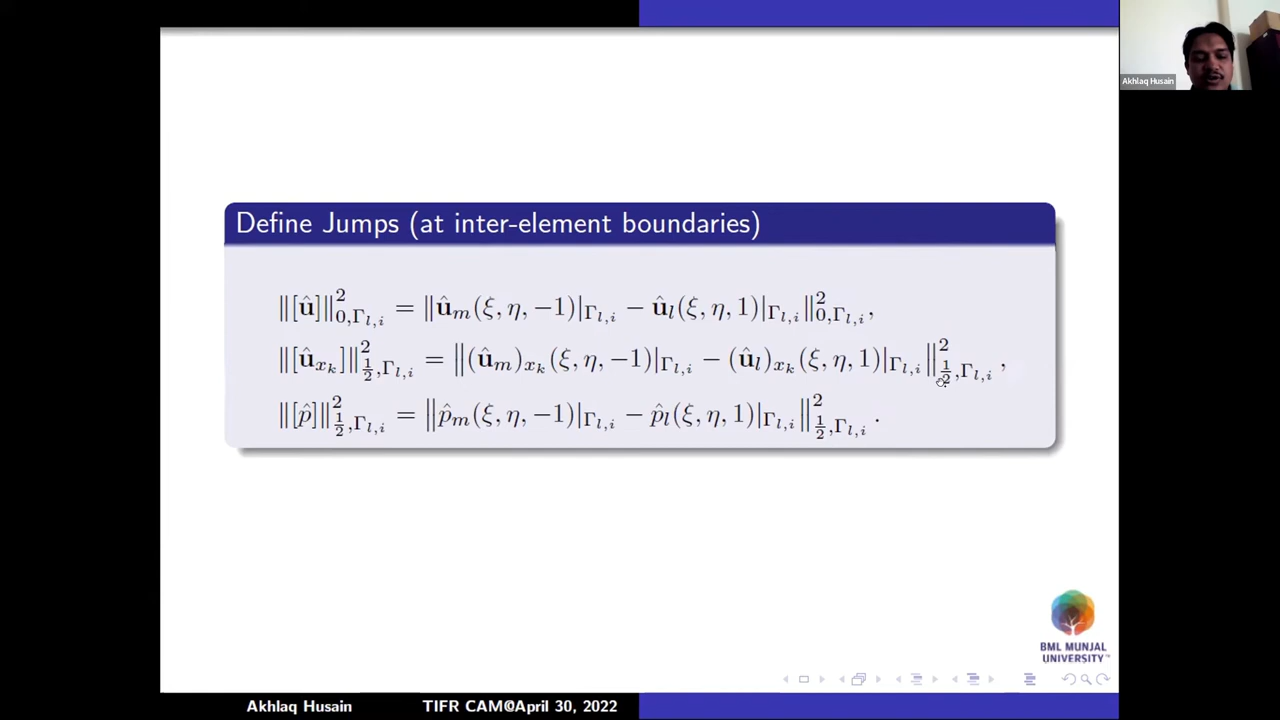 Akhlaq Husain
Define Jumps (at inter-element boundaries)
‖[û]‖²_{0,Γ_{l,i}} = ‖û_m(ξ, η, −1)|_{Γ_{l,i}} − û_l(ξ, η, 1)|_{Γ_{l,i}}‖²_{0,Γ_{l,i}},
‖[û_{x_k}]‖²_{½,Γ_{l,i}} = ‖(û_m)_{x_k}(ξ, η, −1)|_{Γ_{l,i}} − (û_l)_{x_k}(ξ, η, 1)|_{Γ_{l,i}}‖²_{½,Γ_{l,i}},
‖[p̂]‖²_{½,Γ_{l,i}} = ‖p̂_m(ξ, η, −1)|_{Γ_{l,i}} − p̂_l(ξ, η, 1)|_{Γ_{l,i}}‖²_{½,Γ_{l,i}}.
BML MUNJAL
UNIVERSITY™
Akhlaq Husain TIFR CAM@April 30, 2022